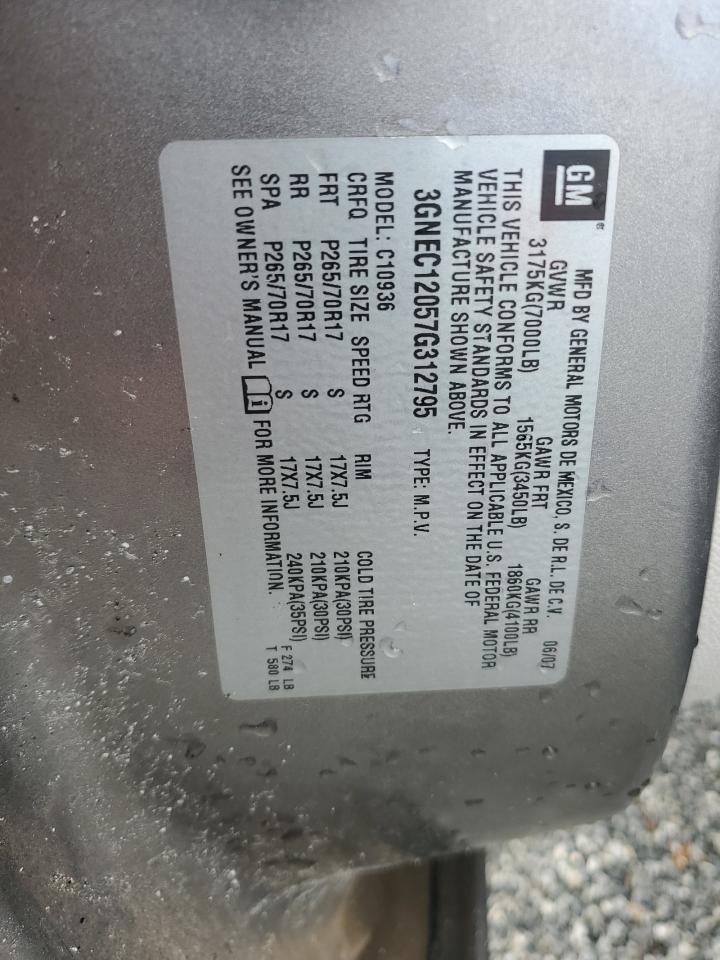 GM
MFD BY GENERAL MOTORS DE MEXICO, S. DE R.L. DE C.V. 06/07
GVWR GAWR FRT GAWR RR
3175KG(7000LB) 1565KG(3450LB) 1860KG(4100LB)
THIS VEHICLE CONFORMS TO ALL APPLICABLE U.S. FEDERAL MOTOR
VEHICLE SAFETY STANDARDS IN EFFECT ON THE DATE OF
MANUFACTURE SHOWN ABOVE.
3GNEC12057G312795 TYPE: M.P.V.
MODEL: C10936
CRFQ TIRE SIZE SPEED RTG RIM COLD TIRE PRESSURE
FRT P265/70R17 S 17X7.5J 210KPA(30PSI)
RR P265/70R17 S 17X7.5J 210KPA(30PSI)
SPA P265/70R17 S 17X7.5J 240KPA(35PSI)
SEE OWNER'S MANUAL i FOR MORE INFORMATION.
F 274 LB
T 580 LB